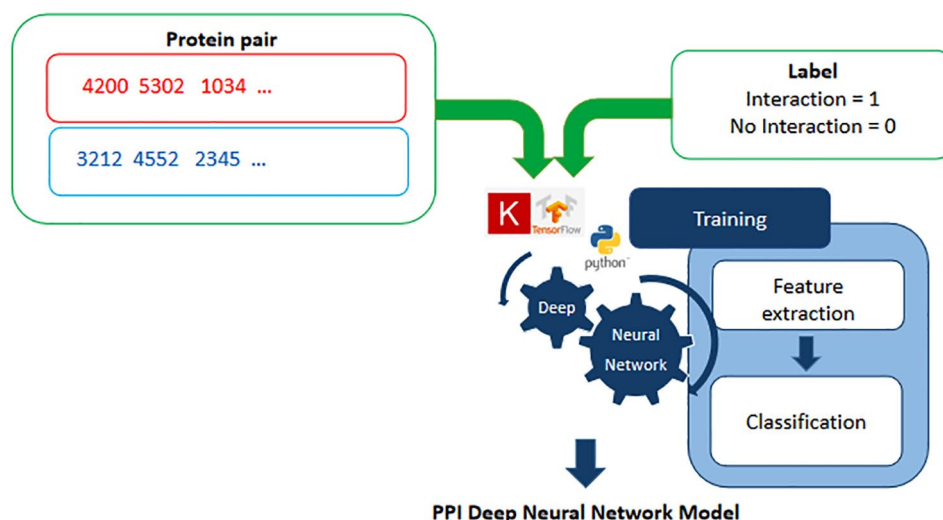 Protein pair
4200 5302 1034 ...
3212 4552 2345 ...
Label
Interaction = 1
No Interaction = 0
K
TensorFlow
python
Training
Deep
Neural
Network
Feature
extraction
Classification
PPI Deep Neural Network Model